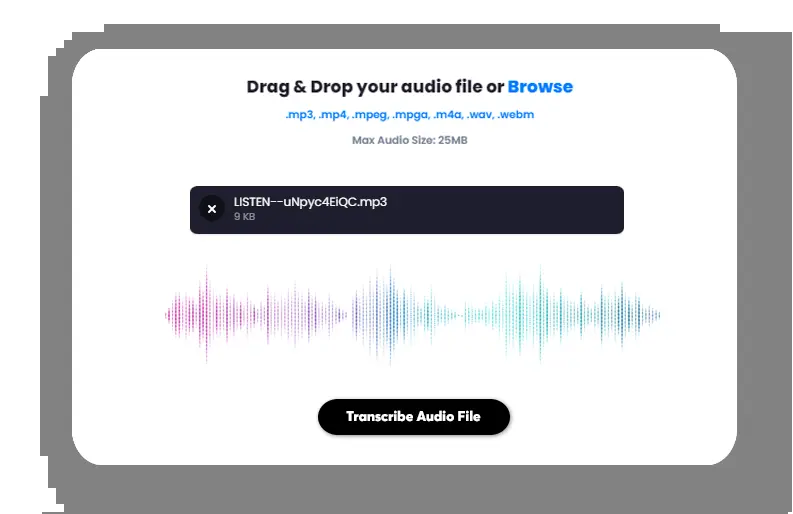 Drag & Drop your audio file or Browse
.mp3, .mp4, .mpeg, .mpga, .m4a, .wav, .webm
Max Audio Size: 25MB
LISTEN--uNpyc4EiQC.mp3
9 KB
Transcribe Audio File